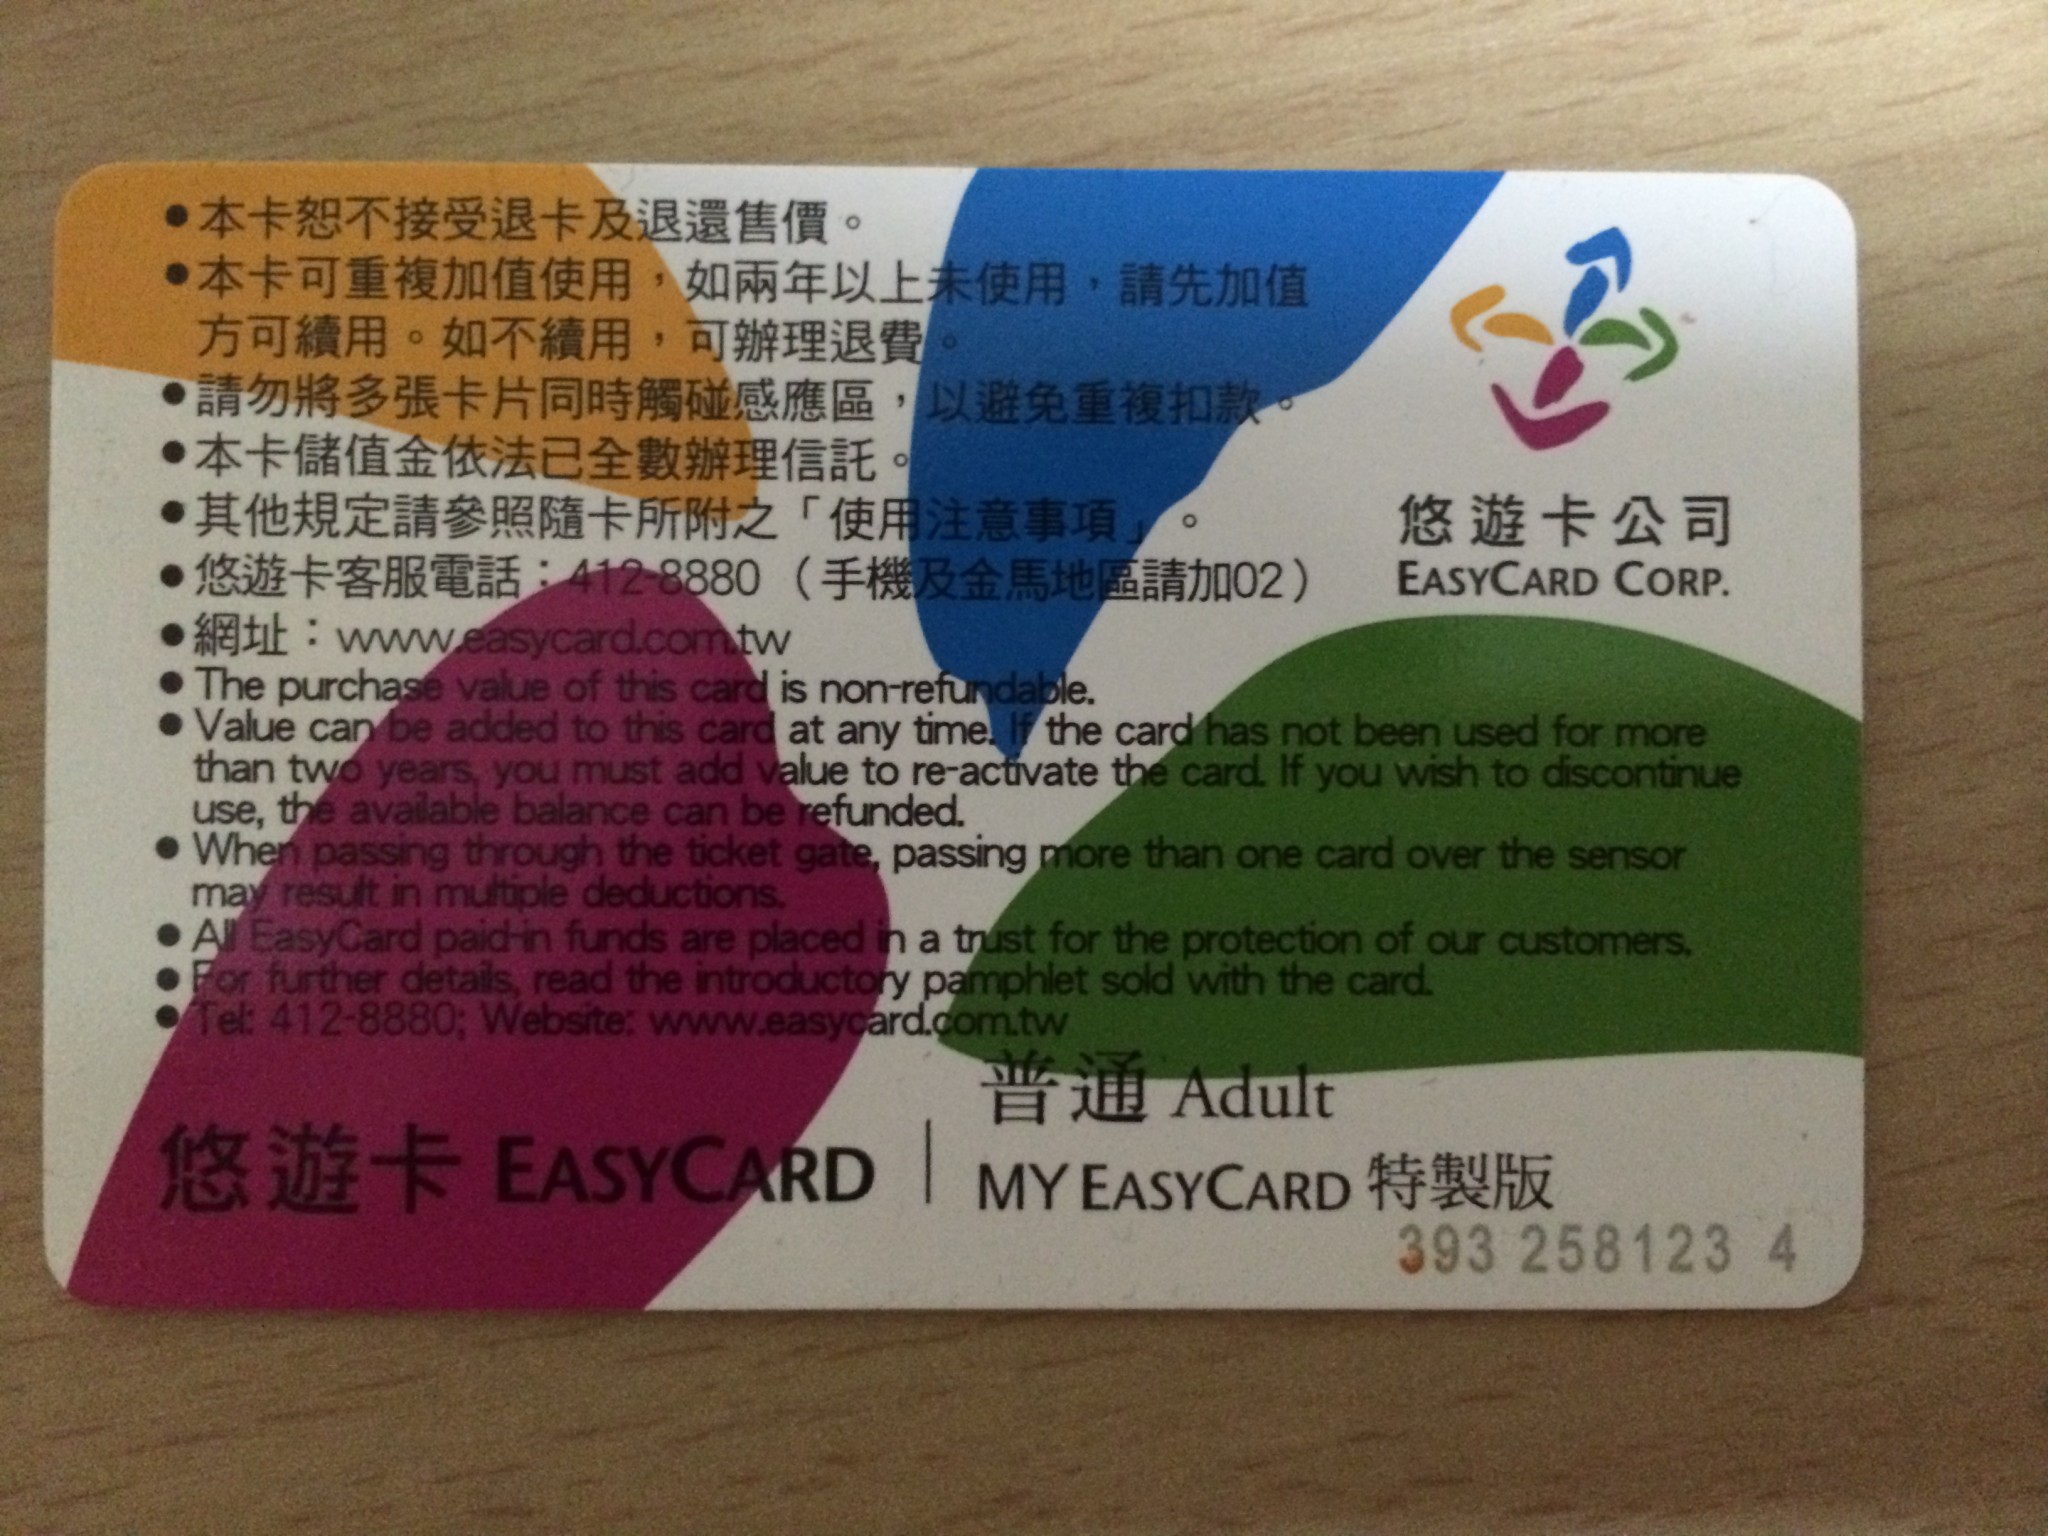 ●本卡恕不接受退卡及退還售價。
●本卡可重複加值使用，如兩年以上未使用，請先加值
方可續用。如不續用，可辦理退費。
●請勿將多張卡片同時觸碰感應區，以避免重複扣款。
●本卡儲值金依法已全數辦理信託。
●其他規定請參照隨卡所附之「使用注意事項」。
●悠遊卡客服電話：412-8880（手機及金馬地區請加02）
●網址：www.easycard.com.tw
●The purchase value of this card is non-refundable.
●Value can be added to this card at any time. If the card has not been used for more
than two years, you must add value to re-activate the card. If you wish to discontinue
use, the available balance can be refunded.
●When passing through the ticket gate, passing more than one card over the sensor
may result in multiple deductions.
●All EasyCard paid-in funds are placed in a trust for the protection of our customers.
●For further details, read the introductory pamphlet sold with the card.
●Tel: 412-8880; Website: www.easycard.com.tw
悠遊卡公司
EASYCARD CORP.
悠遊卡 EASYCARD
普通 Adult
MY EASYCARD 特製版
393 258123 4